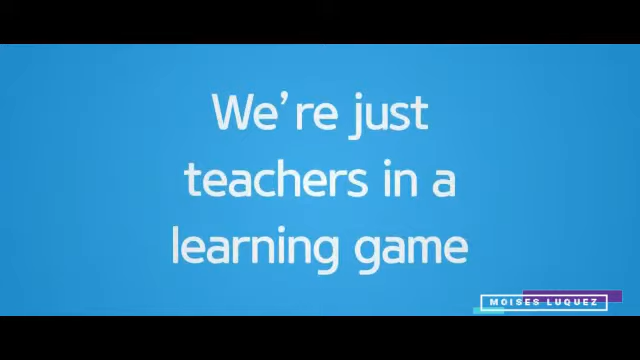 We’re just
teachers in a
learning game
MOISES LUQUEZ